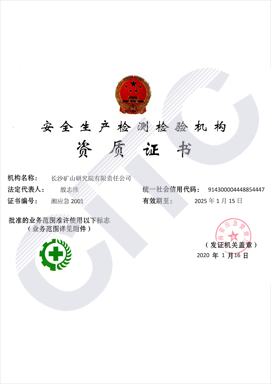 安全生产检测检验机构
资质证书
机构名称： 长沙矿山研究院有限责任公司
法定代表人： 殷志伟 统一社会信用代码： 914300004448854447
证书编号： 湘应急 2001 有效期至： 2025 年 1 月 15 日
批准的业务范围准许使用以下标志
（业务范围详见附件）
（发证机关盖章）
2020 年 1 月 16 日
CITIC